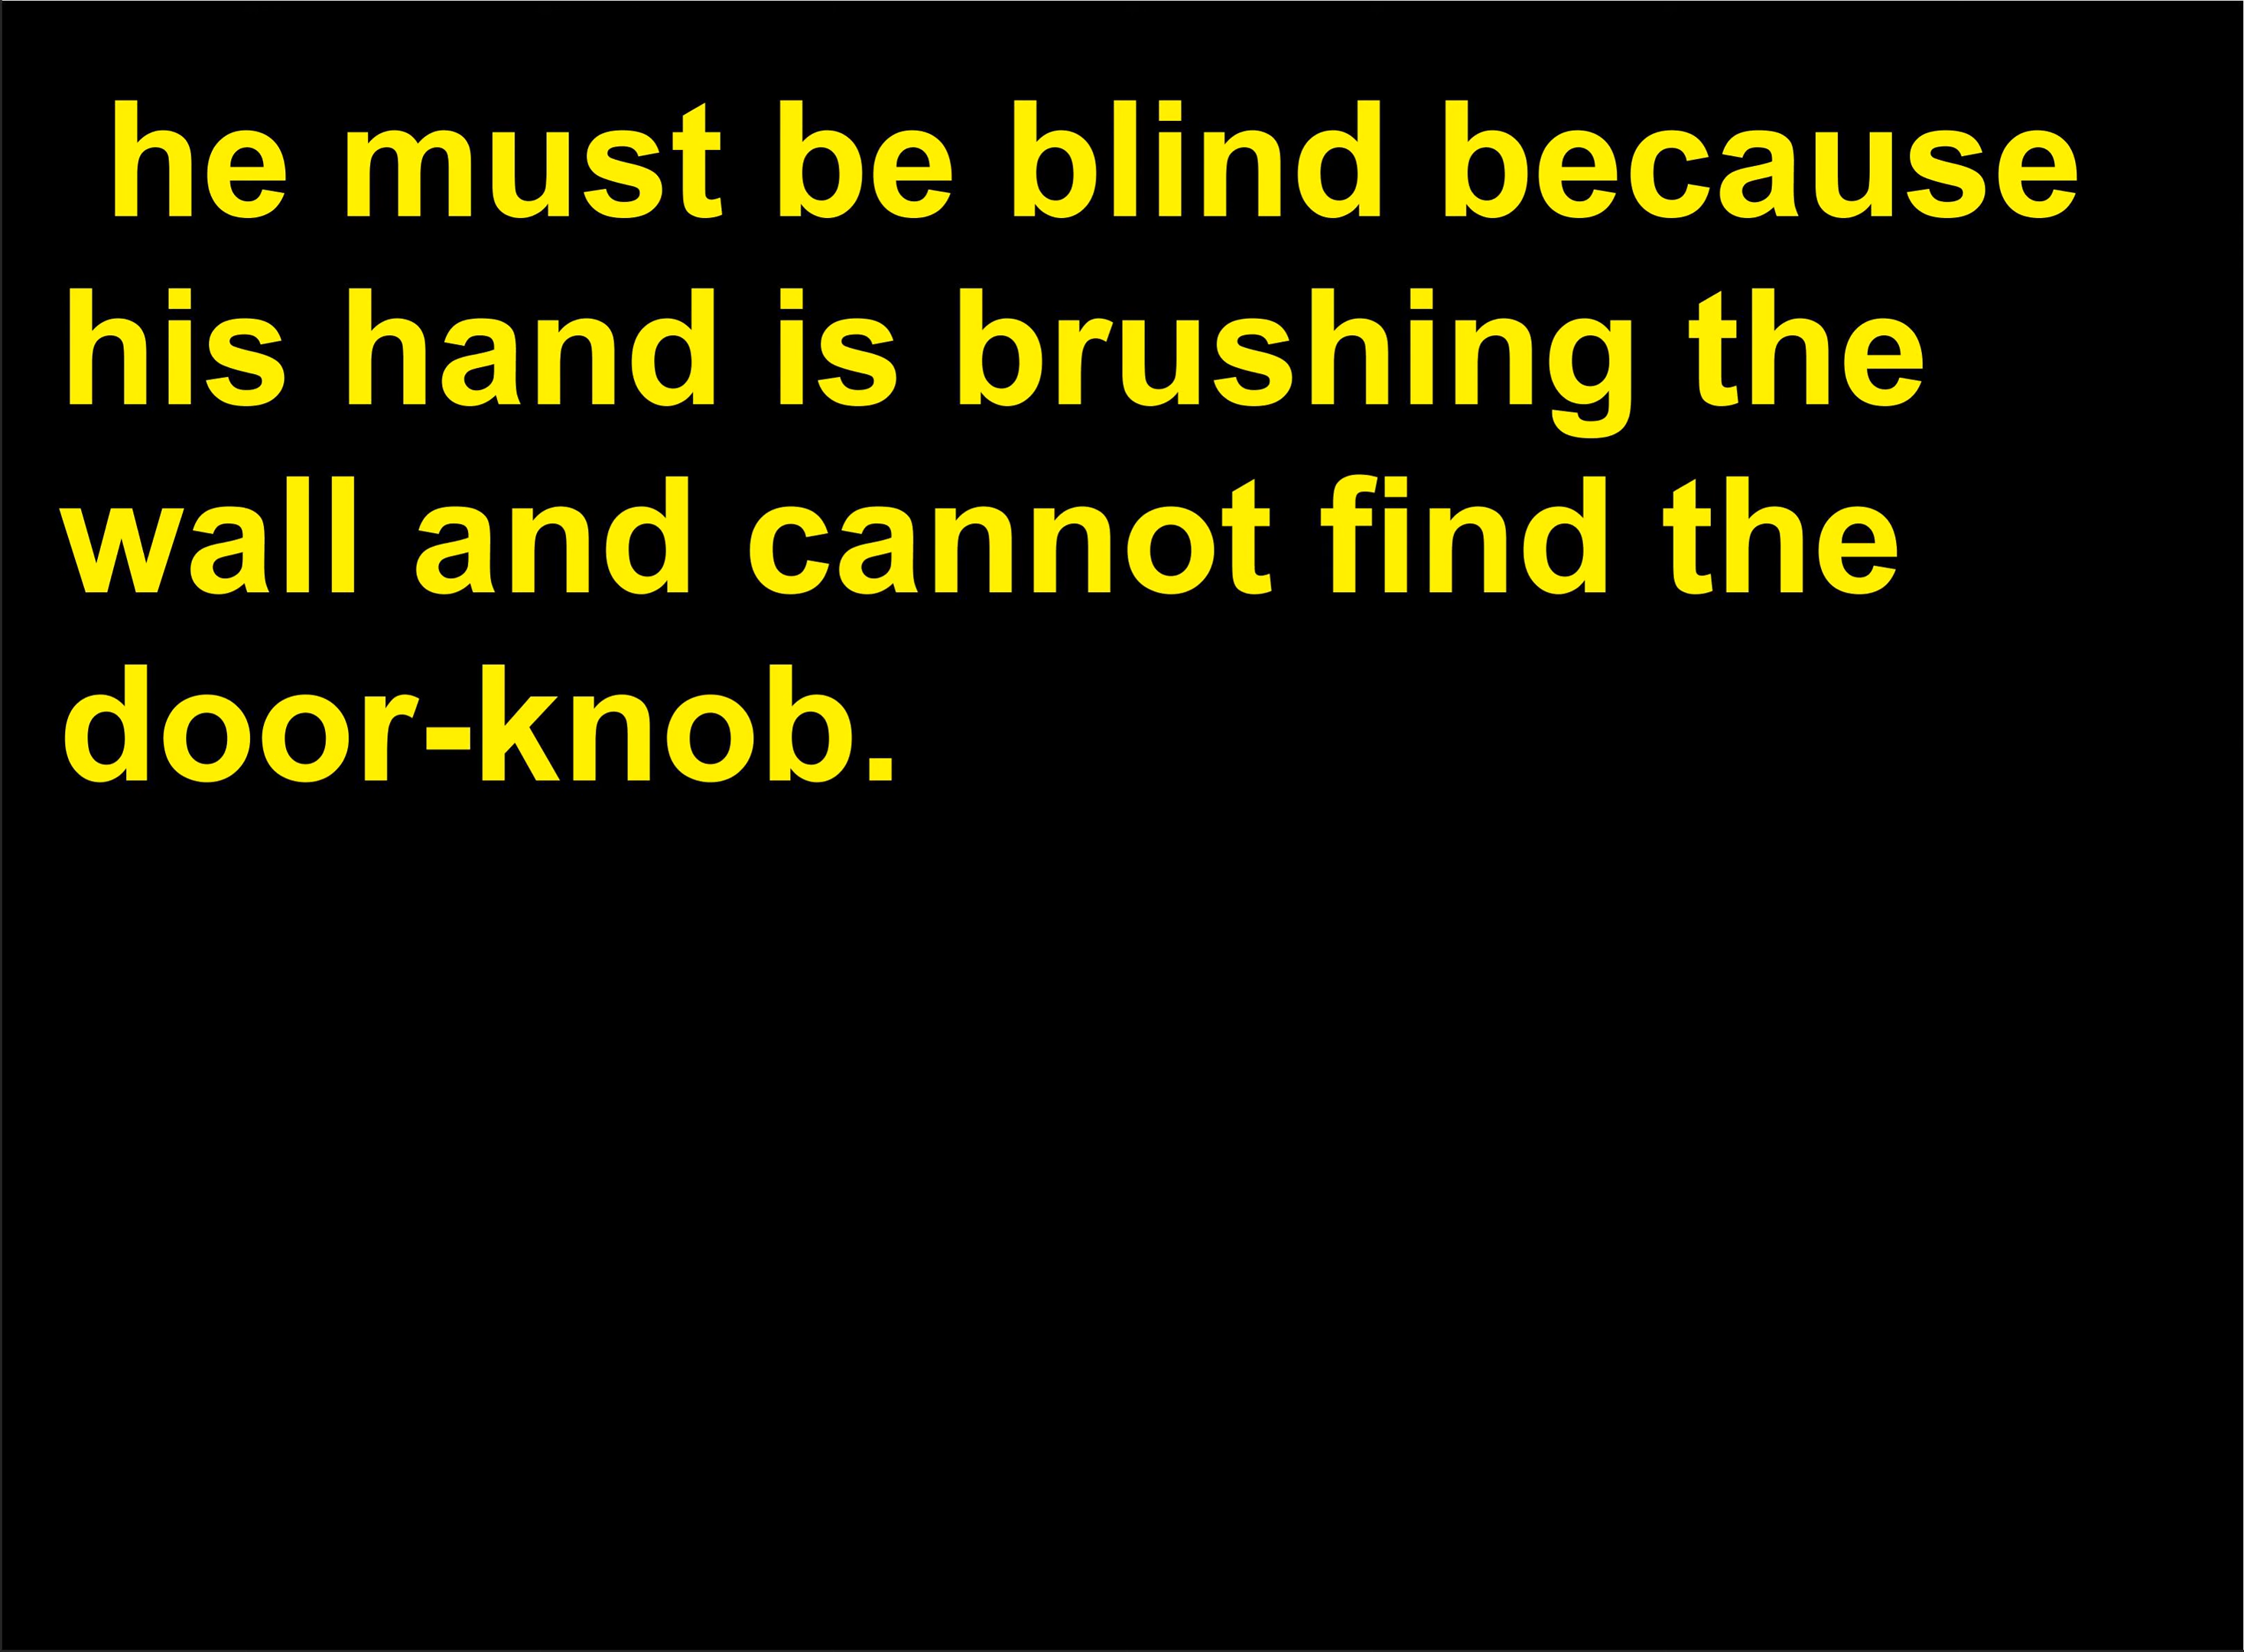 he must be blind because
his hand is brushing the
wall and cannot find the
door-knob.